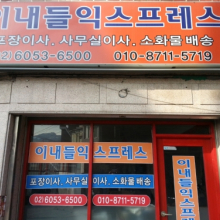 이내들익스프레스
포장이사. 사무실이사. 소화물 배송
02) 6053-6500 010-8711-5719
이내들익스프레스
포장이사. 사무실이사. 소화물 배송
02) 6053-6500
이내들익스프레스